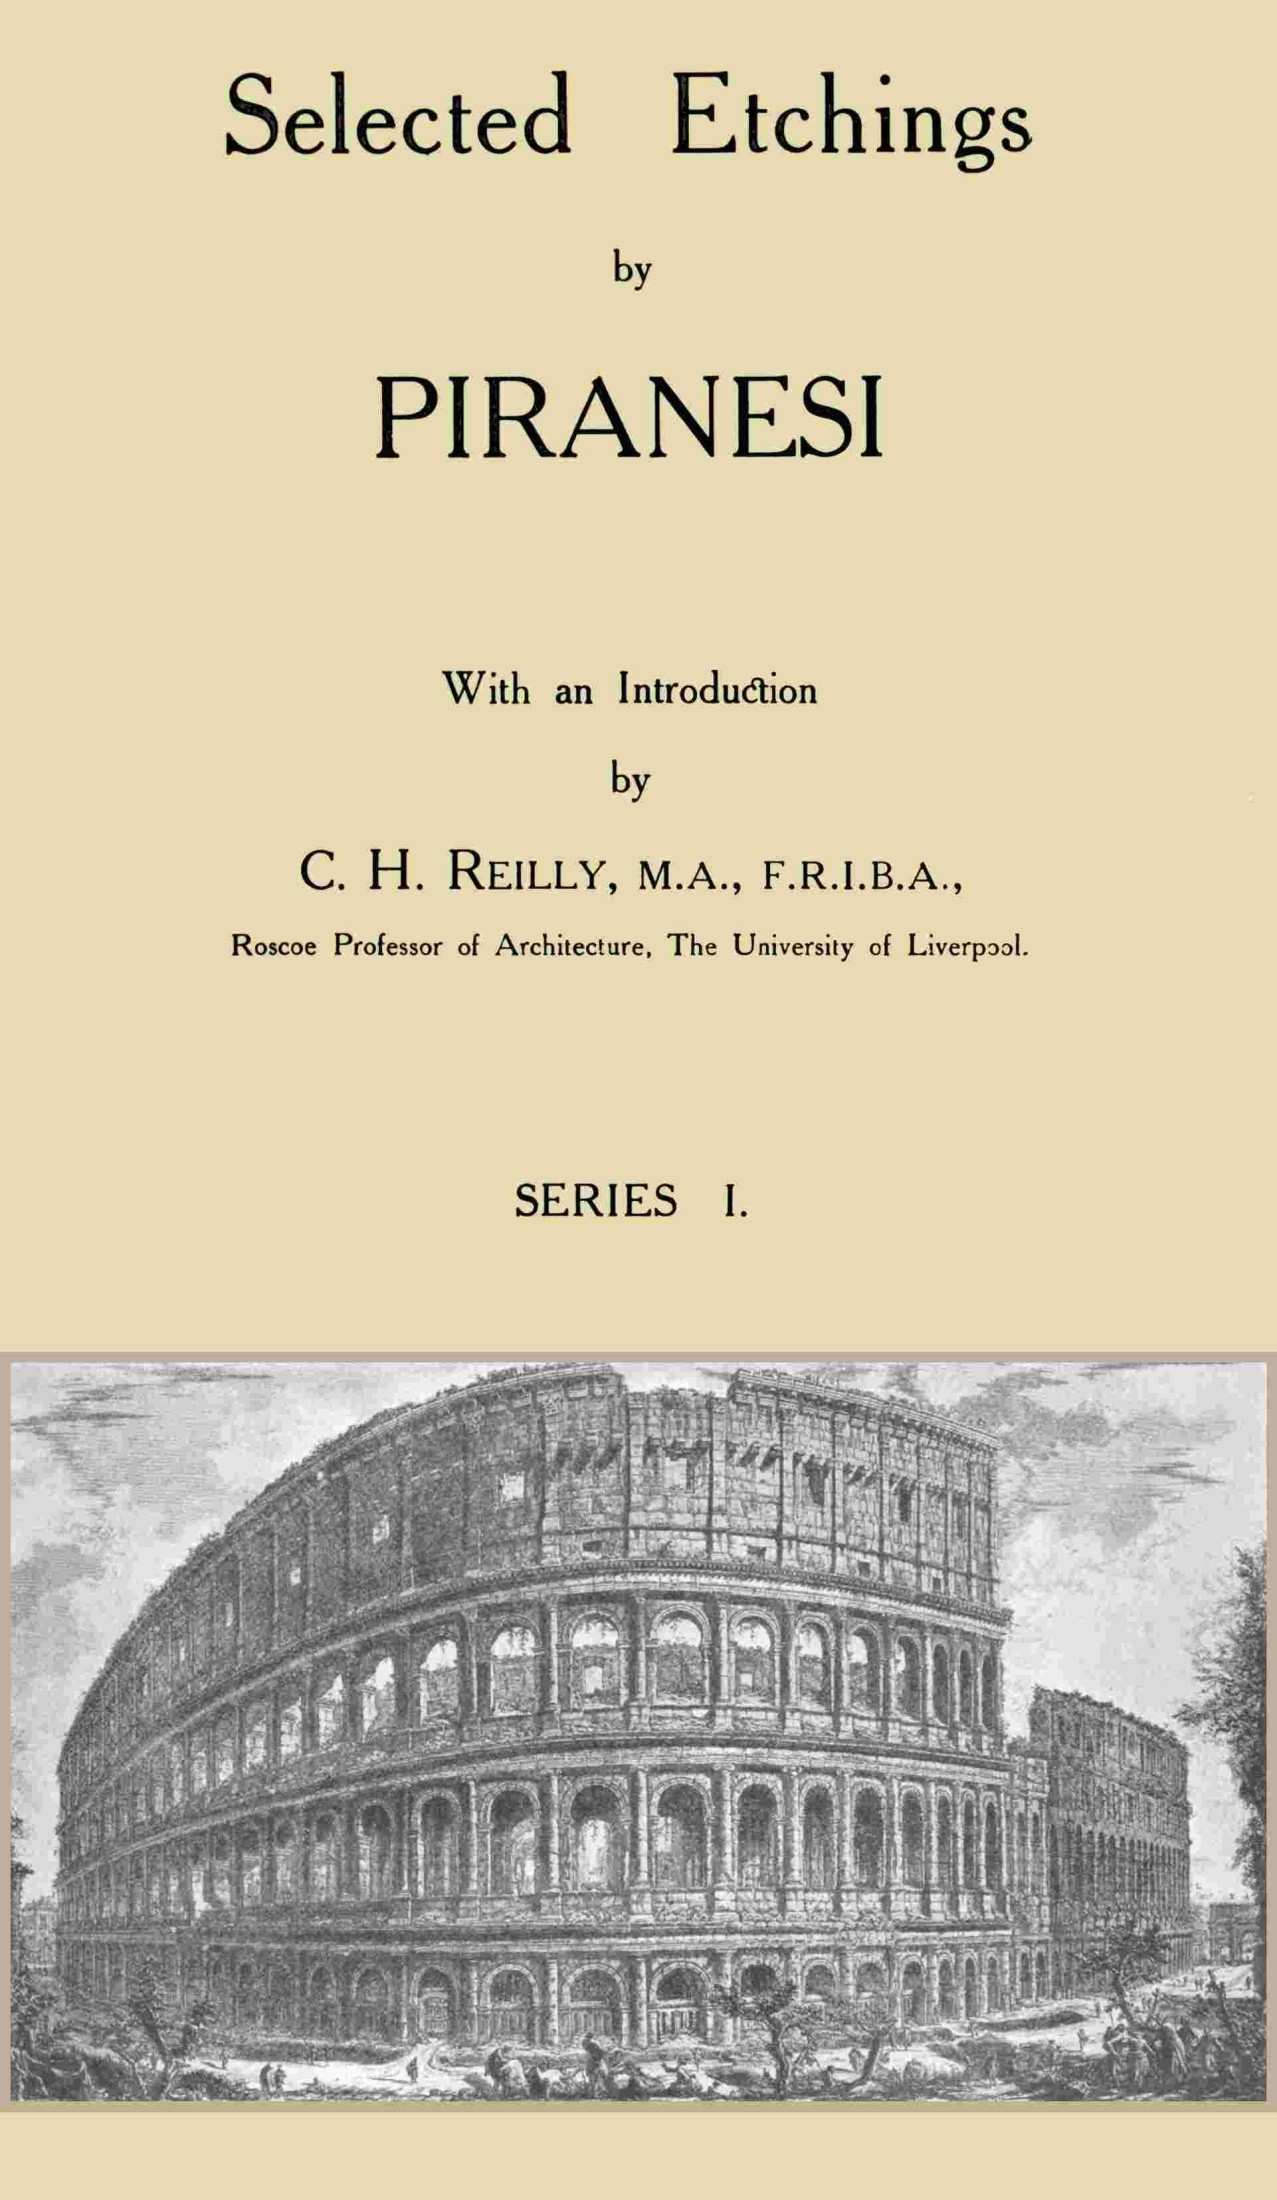 Selected Etchings
by
PIRANESI
With an Introduction
by
C. H. REILLY, M.A., F.R.I.B.A.,
Roscoe Professor of Architecture, The University of Liverpool.
SERIES I.